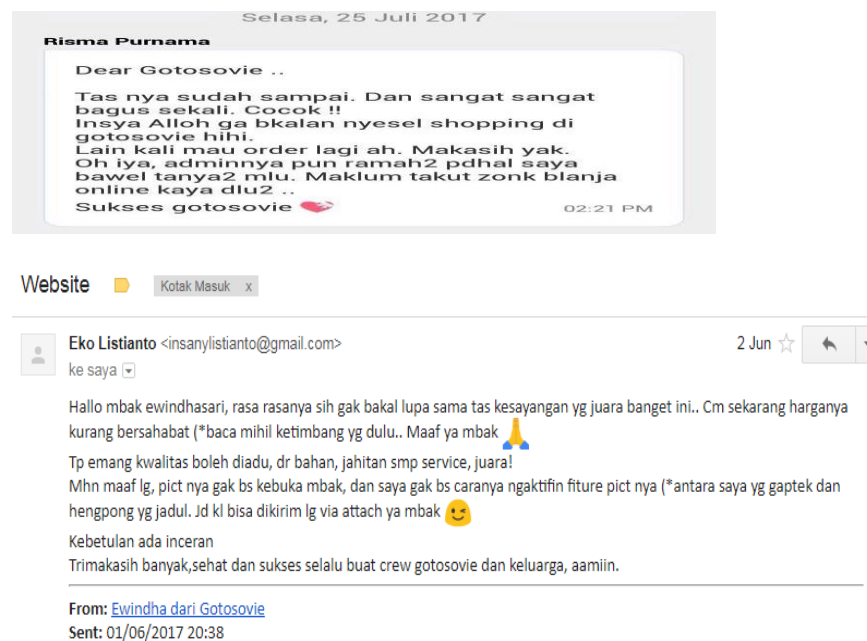 Selasa, 25 Juli 2017
Risma Purnama
Dear Gotosovie ..
Tas nya sudah sampai. Dan sangat sangat
bagus sekali. Cocok !!
Insya Alloh ga bkalan nyesel shopping di
gotosovie hihi.
Lain kali mau order lagi ah. Makasih yak.
Oh iya, adminnya pun ramah2 pdhal saya
bawel tanya2 mlu. Maklum takut zonk blanja
online kaya dlu2 ..
Sukses gotosovie 💝
02:21 PM
Website
Kotak Masuk x
Eko Listianto <insanylistianto@gmail.com>
2 Jun
ke saya
Hallo mbak ewindhasari, rasa rasanya sih gak bakal lupa sama tas kesayangan yg juara banget ini.. Cm sekarang harganya
kurang bersahabat (*baca mihil ketimbang yg dulu.. Maaf ya mbak 🙏
Tp emang kwalitas boleh diadu, dr bahan, jahitan smp service, juara!
Mhn maaf lg, pict nya gak bs kebuka mbak, dan saya gak bs caranya ngaktifin fiture pict nya (*antara saya yg gaptek dan
hengpong yg jadul. Jd kl bisa dikirim lg via attach ya mbak 😉
Kebetulan ada inceran
Trimakasih banyak,sehat dan sukses selalu buat crew gotosovie dan keluarga, aamiin.
From: Ewindha dari Gotosovie
Sent: 01/06/2017 20:38